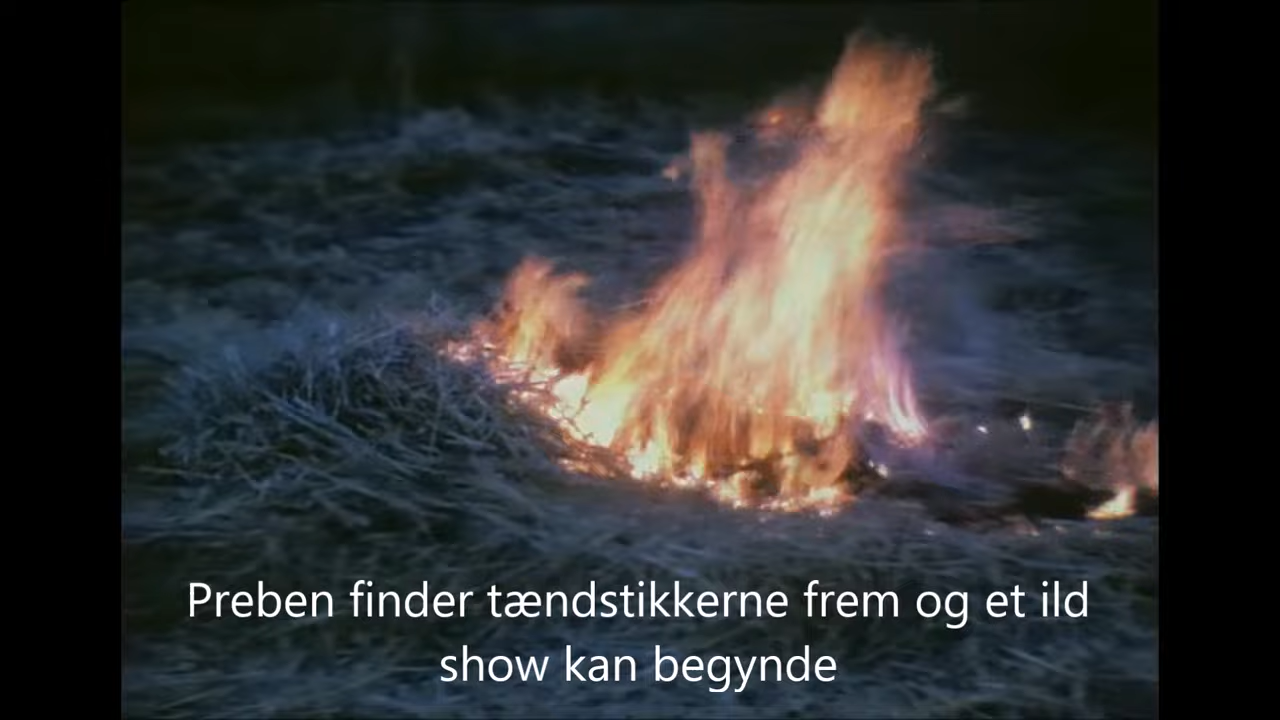 Preben finder tændstikkerne frem og et ild
show kan begynde